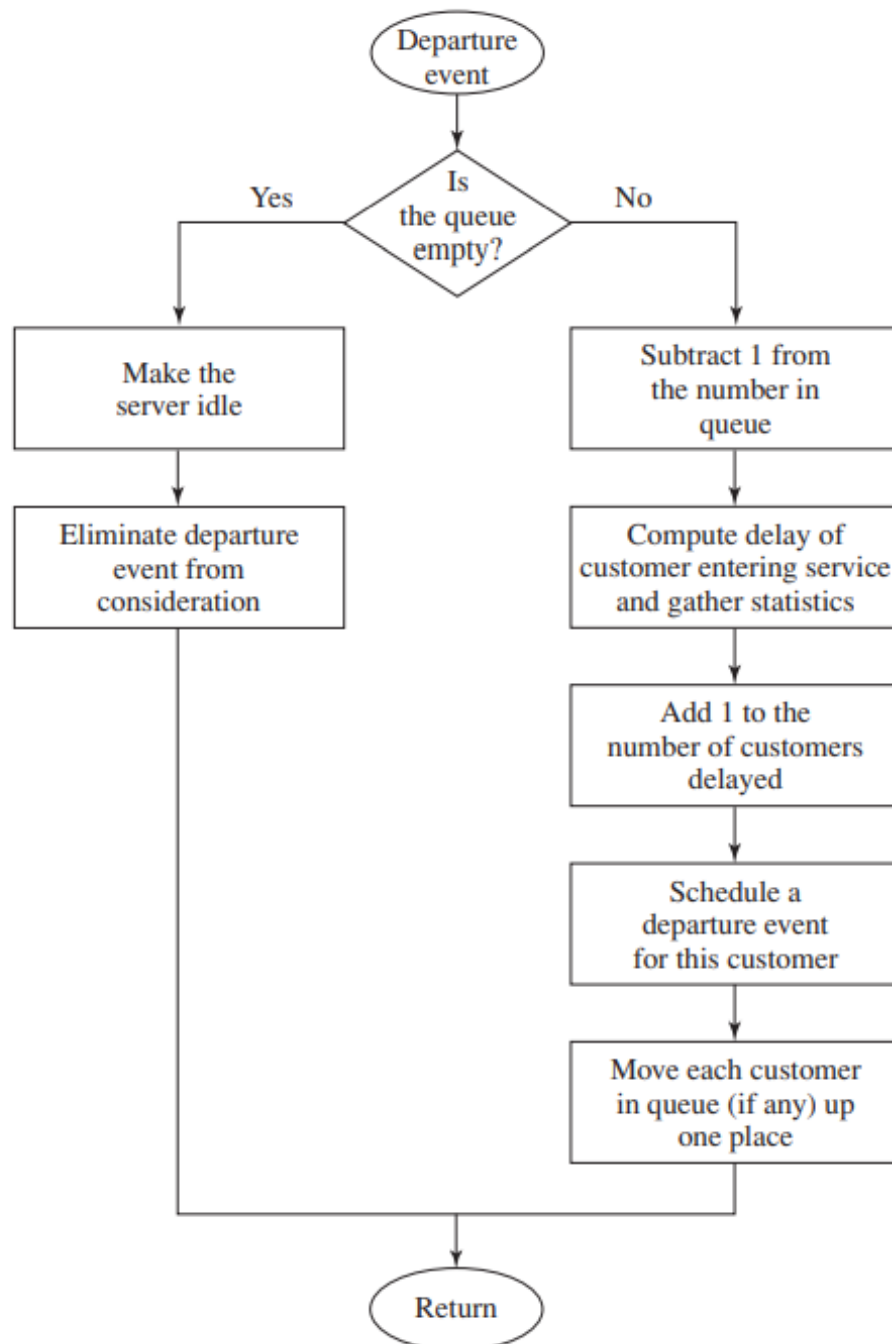 Departure
event
Is
the queue
empty?
Yes
No
Make the
server idle
Eliminate departure
event from
consideration
Subtract 1 from
the number in
queue
Compute delay of
customer entering service
and gather statistics
Add 1 to the
number of customers
delayed
Schedule a
departure event
for this customer
Move each customer
in queue (if any) up
one place
Return